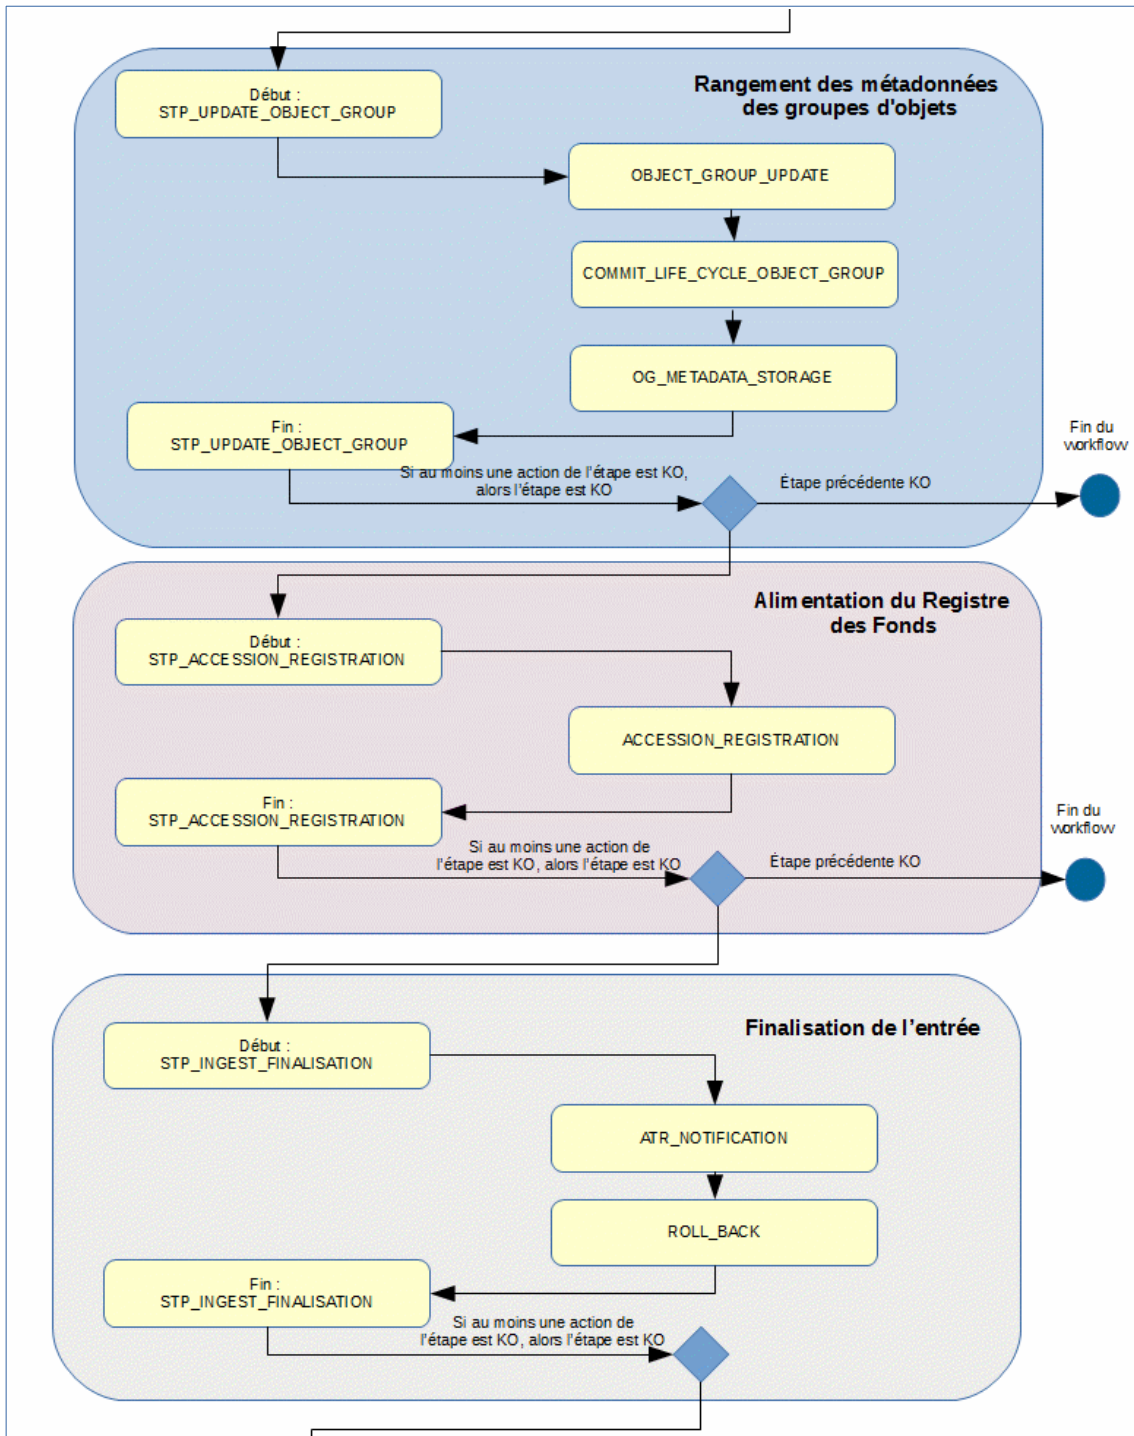 Rangement des métadonnées
des groupes d'objets
Début :
STP_UPDATE_OBJECT_GROUP
OBJECT_GROUP_UPDATE
COMMIT_LIFE_CYCLE_OBJECT_GROUP
OG_METADATA_STORAGE
Fin :
STP_UPDATE_OBJECT_GROUP
Si au moins une action de l'étape est KO,
alors l'étape est KO
Étape précédente KO
Fin du
workflow
Alimentation du Registre
des Fonds
Début :
STP_ACCESSION_REGISTRATION
ACCESSION_REGISTRATION
Fin :
STP_ACCESSION_REGISTRATION
Si au moins une action de
l'étape est KO, alors l'étape est KO
Étape précédente KO
Fin du
workflow
Finalisation de l’entrée
Début :
STP_INGEST_FINALISATION
ATR_NOTIFICATION
ROLL_BACK
Fin :
STP_INGEST_FINALISATION
Si au moins une action de
l'étape est KO, alors l'étape est KO